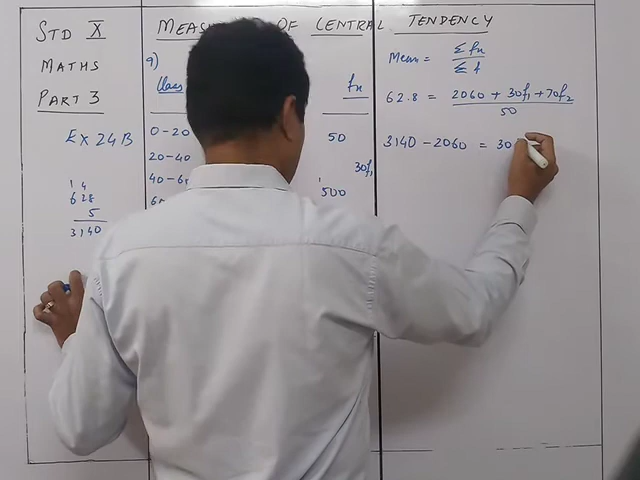 STD X
MEAS OF CENTRAL TENDENCY
MATHS
PART 3
EX 24B
1 4
628
5
3140
9)
Class fx
0-20 50
20-40 30f₁
40-6 500
Mean = Σfx / Σf
62.8 = 2060 + 30f₁ + 70f₂ / 50
3140 - 2060 = 30